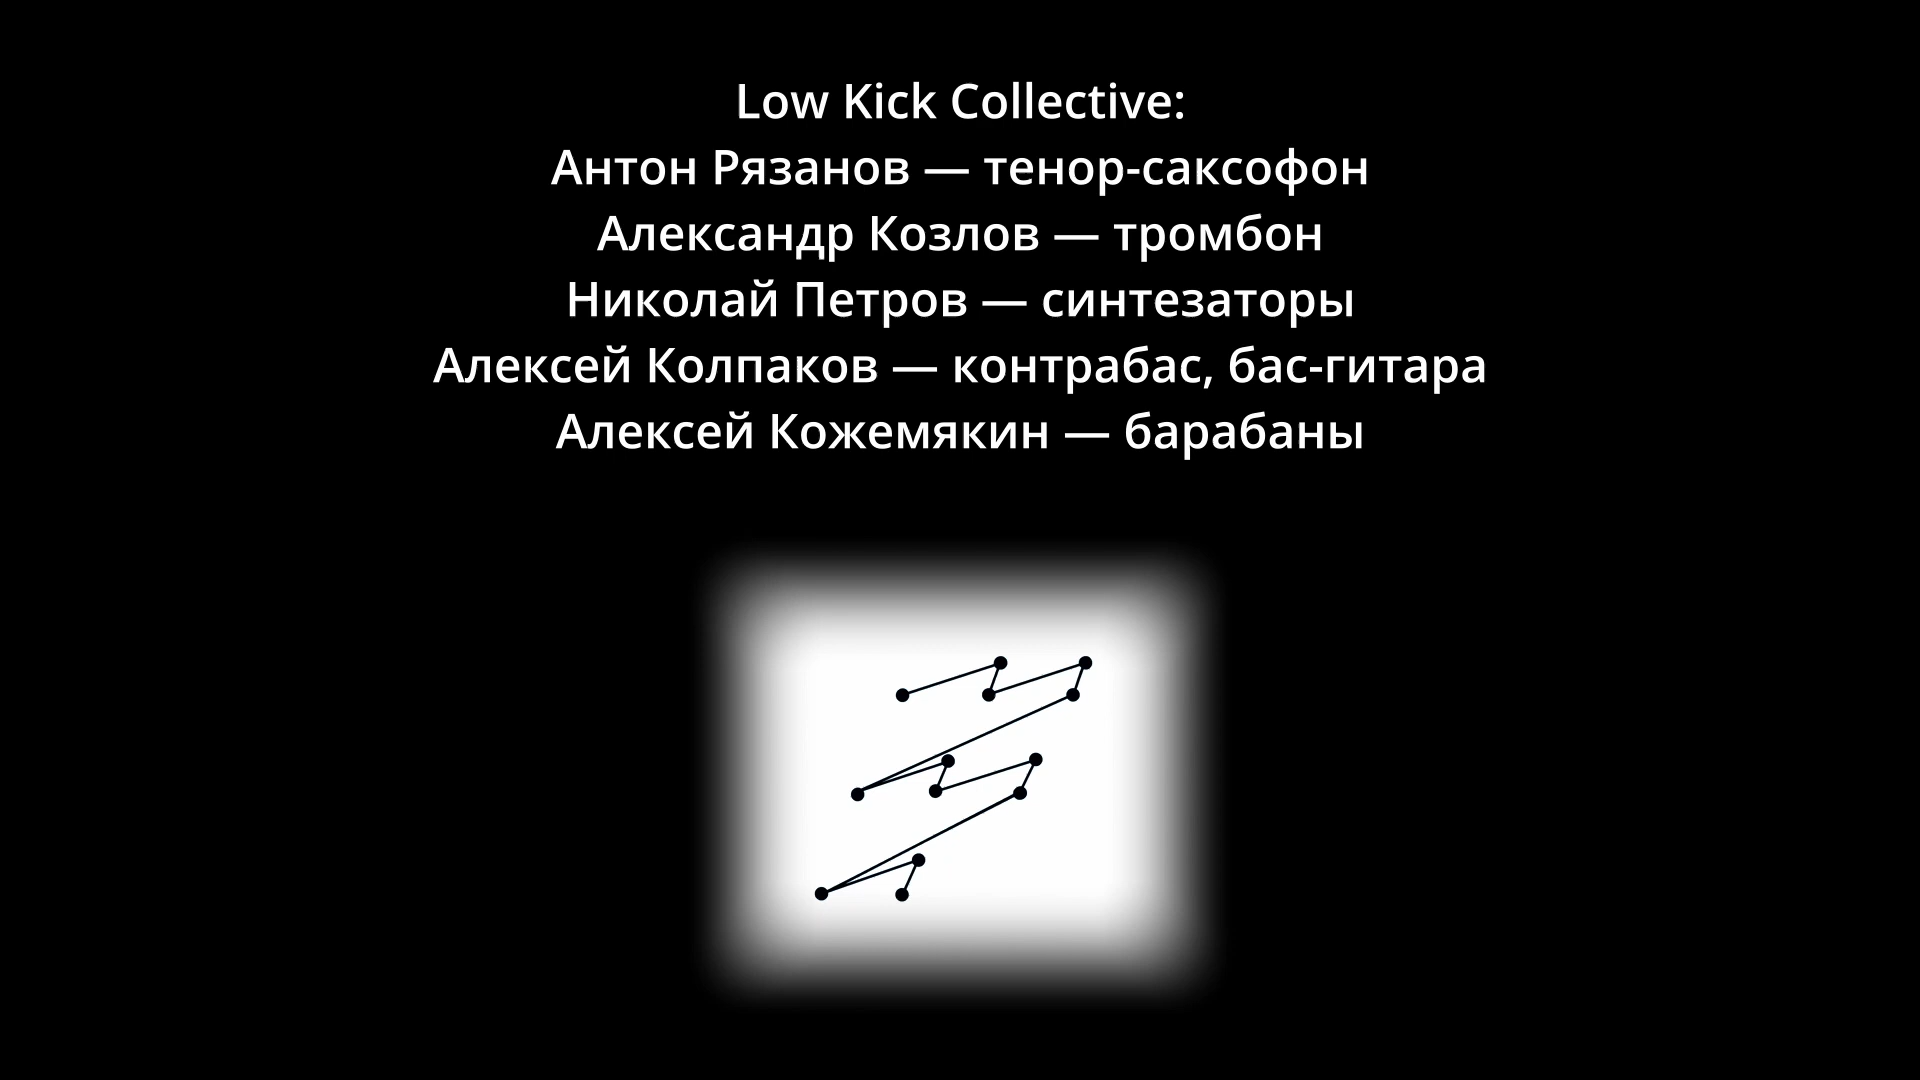 Low Kick Collective:
Антон Рязанов — тенор-саксофон
Александр Козлов — тромбон
Николай Петров — синтезаторы
Алексей Колпаков — контрабас, бас-гитара
Алексей Кожемякин — барабаны